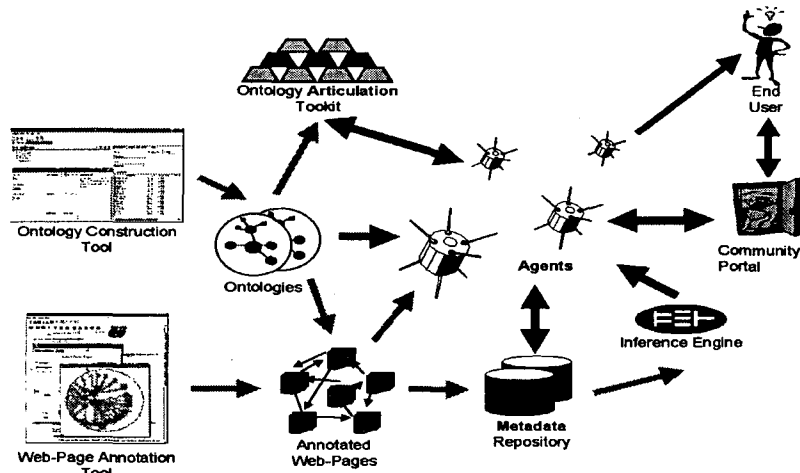 Ontology Articulation
Tookit
End
User
Ontology Construction
Tool
Ontologies
Agents
Community
Portal
Inference Engine
Metadata
Repository
Annotated
Web-Pages
Web-Page Annotation
Tool